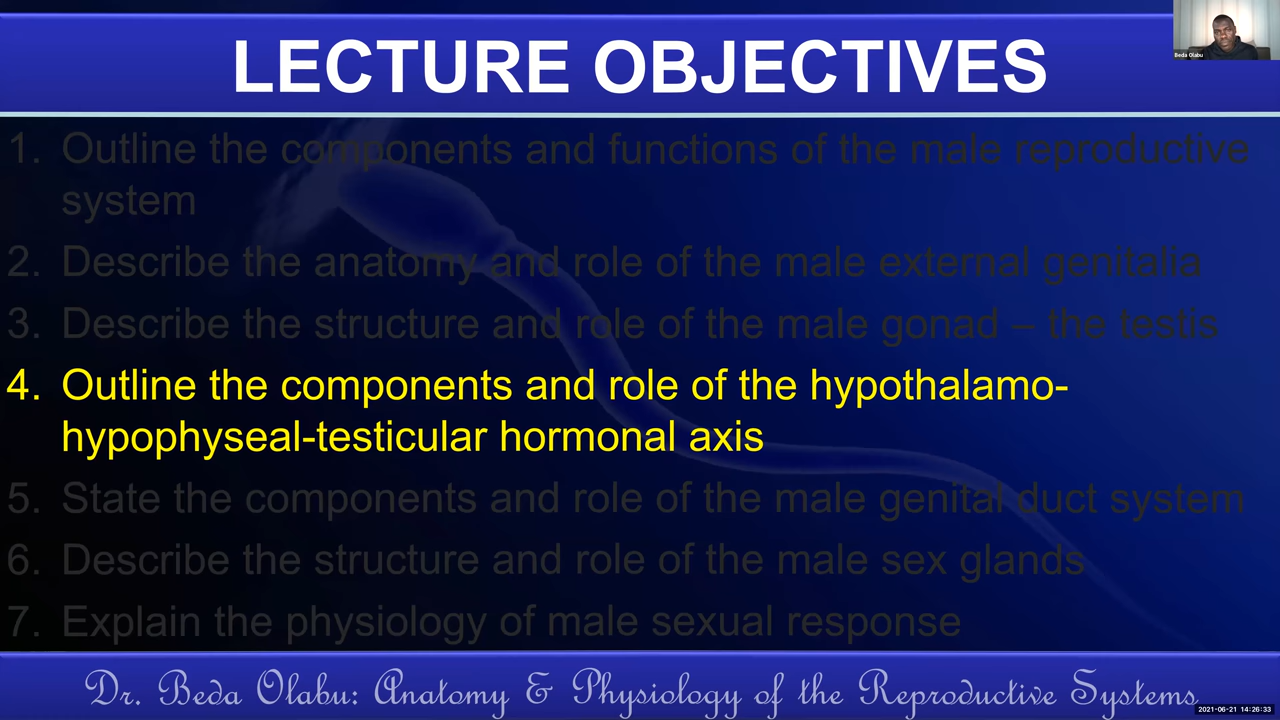 LECTURE OBJECTIVES
Beda Olabu
1. Outline the components and functions of the male reproductive
system
2. Describe the anatomy and role of the male external genitalia
3. Describe the structure and role of the male gonad – the testis
4. Outline the components and role of the hypothalamo-
hypophyseal-testicular hormonal axis
5. State the components and role of the male genital duct system
6. Describe the structure and role of the male sex glands
7. Explain the physiology of male sexual response
Dr. Beda Olabu: Anatomy & Physiology of the Reproductive Systems
2021-06-21 14:26:33